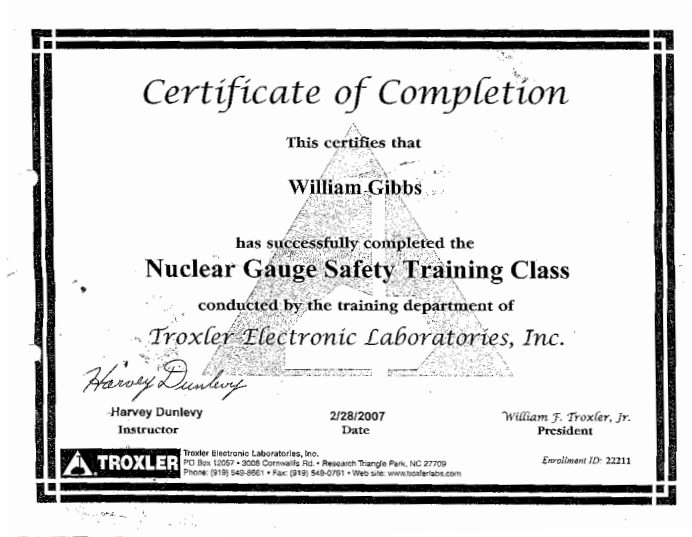 Certificate of Completion
This certifies that
William Gibbs
has successfully completed the
Nuclear Gauge Safety Training Class
conducted by the training department of
Troxler Electronic Laboratories, Inc.
Harvey Dunlevy
Harvey Dunlevy
Instructor
2/28/2007
Date
William F. Troxler, Jr.
President
TROXLER
Troxler Electronic Laboratories, Inc.
PO Box 12057 • 3008 Cornwallis Rd. • Research Triangle Park, NC 27709
Phone: (919) 549-8661 • Fax: (919) 549-0761 • Web site: www.troxlerlabs.com
Enrollment ID: 22211